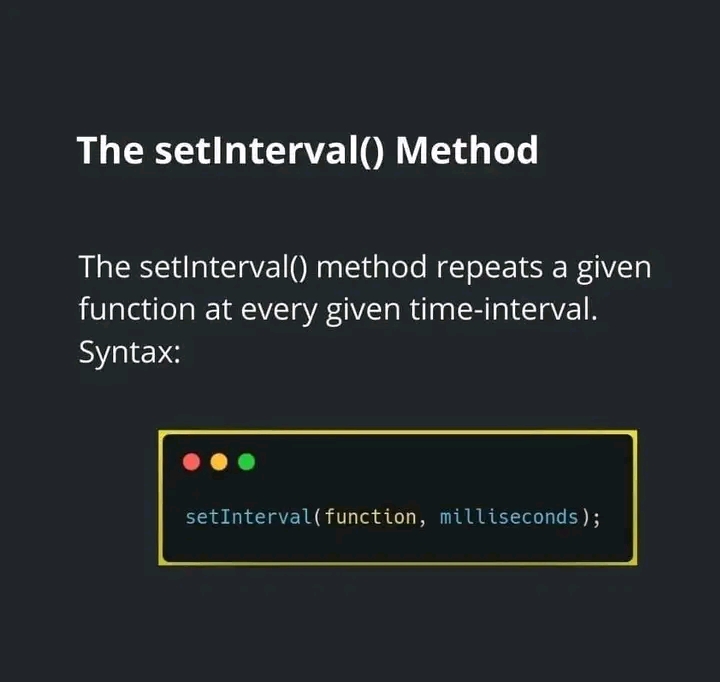 The setInterval() Method
The setInterval() method repeats a given
function at every given time-interval.
Syntax:
setInterval(function, milliseconds);